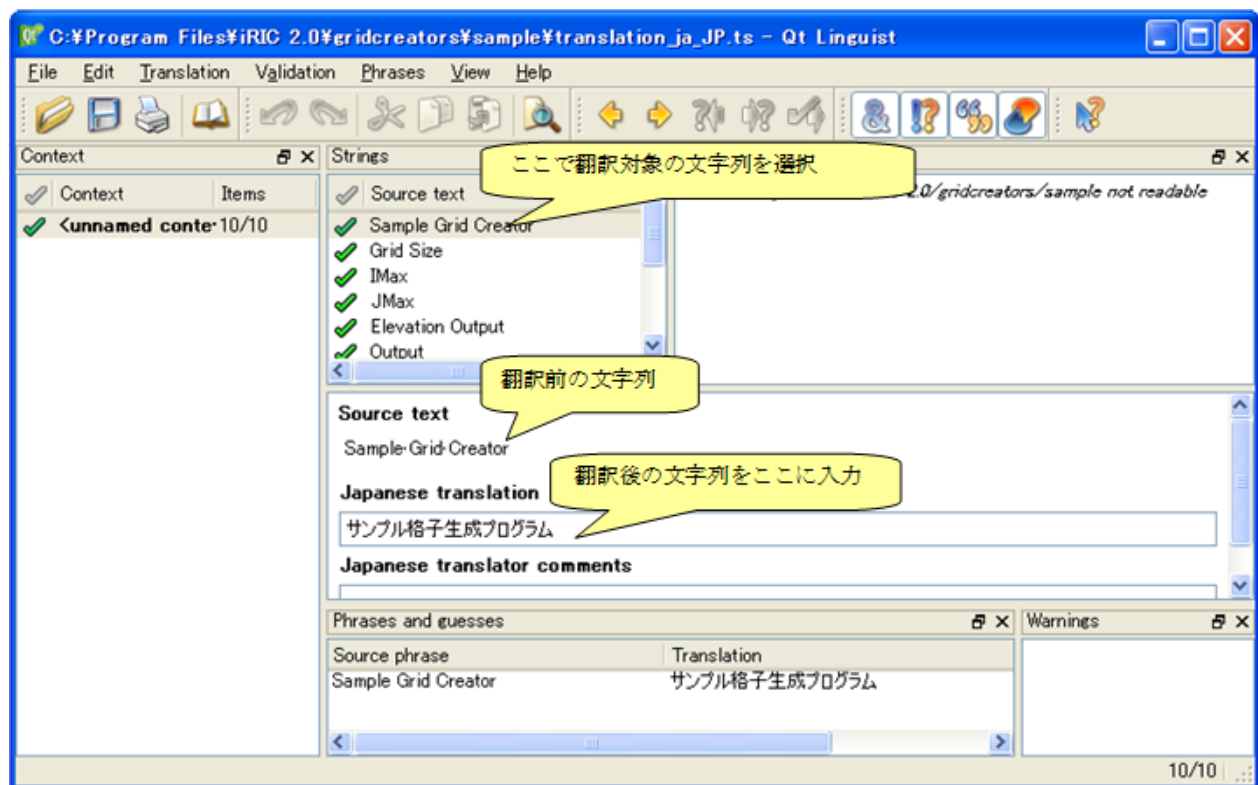 C:¥Program Files¥iRIC 2.0¥gridcreators¥sample¥translation_ja_JP.ts - Qt Linguist
File Edit Translation Validation Phrases View Help
Context
Strings
ここで翻訳対象の文字列を選択
Context Items
Source text
2.0/gridcreators/sample not readable
<unnamed conte 10/10
Sample Grid Creator
Grid Size
IMax
JMax
Elevation Output
Output
翻訳前の文字列
Source text
Sample·Grid·Creator
翻訳後の文字列をここに入力
Japanese translation
サンプル格子生成プログラム
Japanese translator comments
Phrases and guesses
Warnings
Source phrase Translation
Sample Grid Creator サンプル格子生成プログラム
10/10